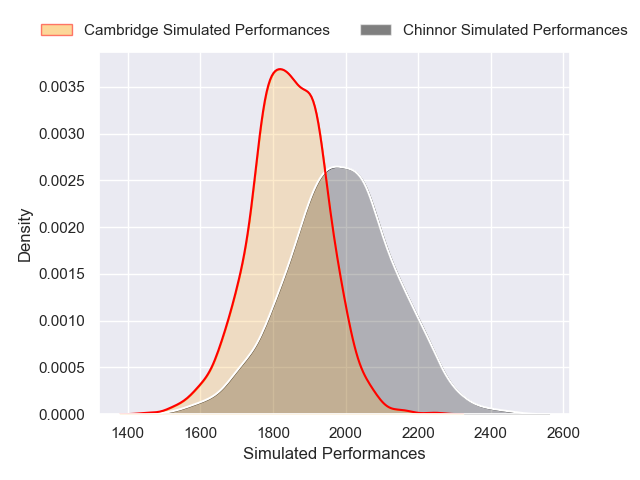 Cambridge Simulated Performances Chinnor Simulated Performances
0.0035
0.0030
0.0025
0.0020
0.0015
0.0010
0.0005
0.0000
Density
1400 1600 1800 2000 2200 2400 2600
Simulated Performances